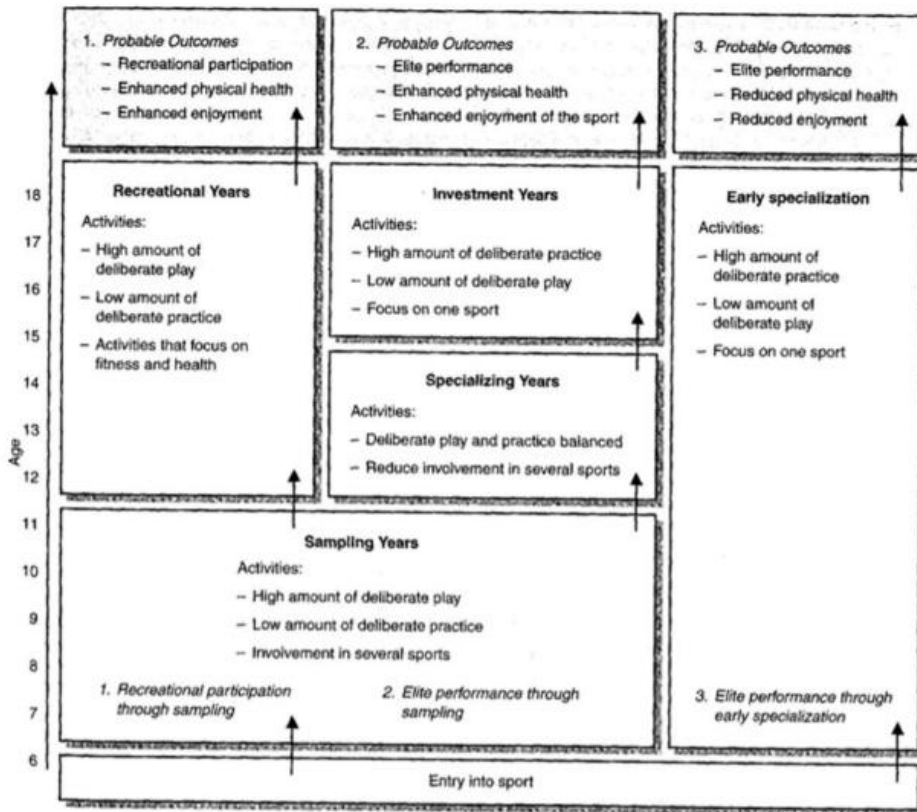 1. Probable Outcomes
– Recreational participation
– Enhanced physical health
– Enhanced enjoyment
2. Probable Outcomes
– Elite performance
– Enhanced physical health
– Enhanced enjoyment of the sport
3. Probable Outcomes
– Elite performance
– Reduced physical health
– Reduced enjoyment
Recreational Years
Activities:
– High amount of
deliberate play
– Low amount of
deliberate practice
– Activities that focus on
fitness and health
Investment Years
Activities:
– High amount of deliberate practice
– Low amount of deliberate play
– Focus on one sport
Early specialization
Activities:
– High amount of
deliberate practice
– Low amount of
deliberate play
– Focus on one sport
Specializing Years
Activities:
– Deliberate play and practice balanced
– Reduce involvement in several sports
Sampling Years
Activities:
– High amount of deliberate play
– Low amount of deliberate practice
– Involvement in several sports
1. Recreational participation
through sampling
2. Elite performance through
sampling
3. Elite performance through
early specialization
Entry into sport
Age
18
17
16
15
14
13
12
11
10
9
8
7
6